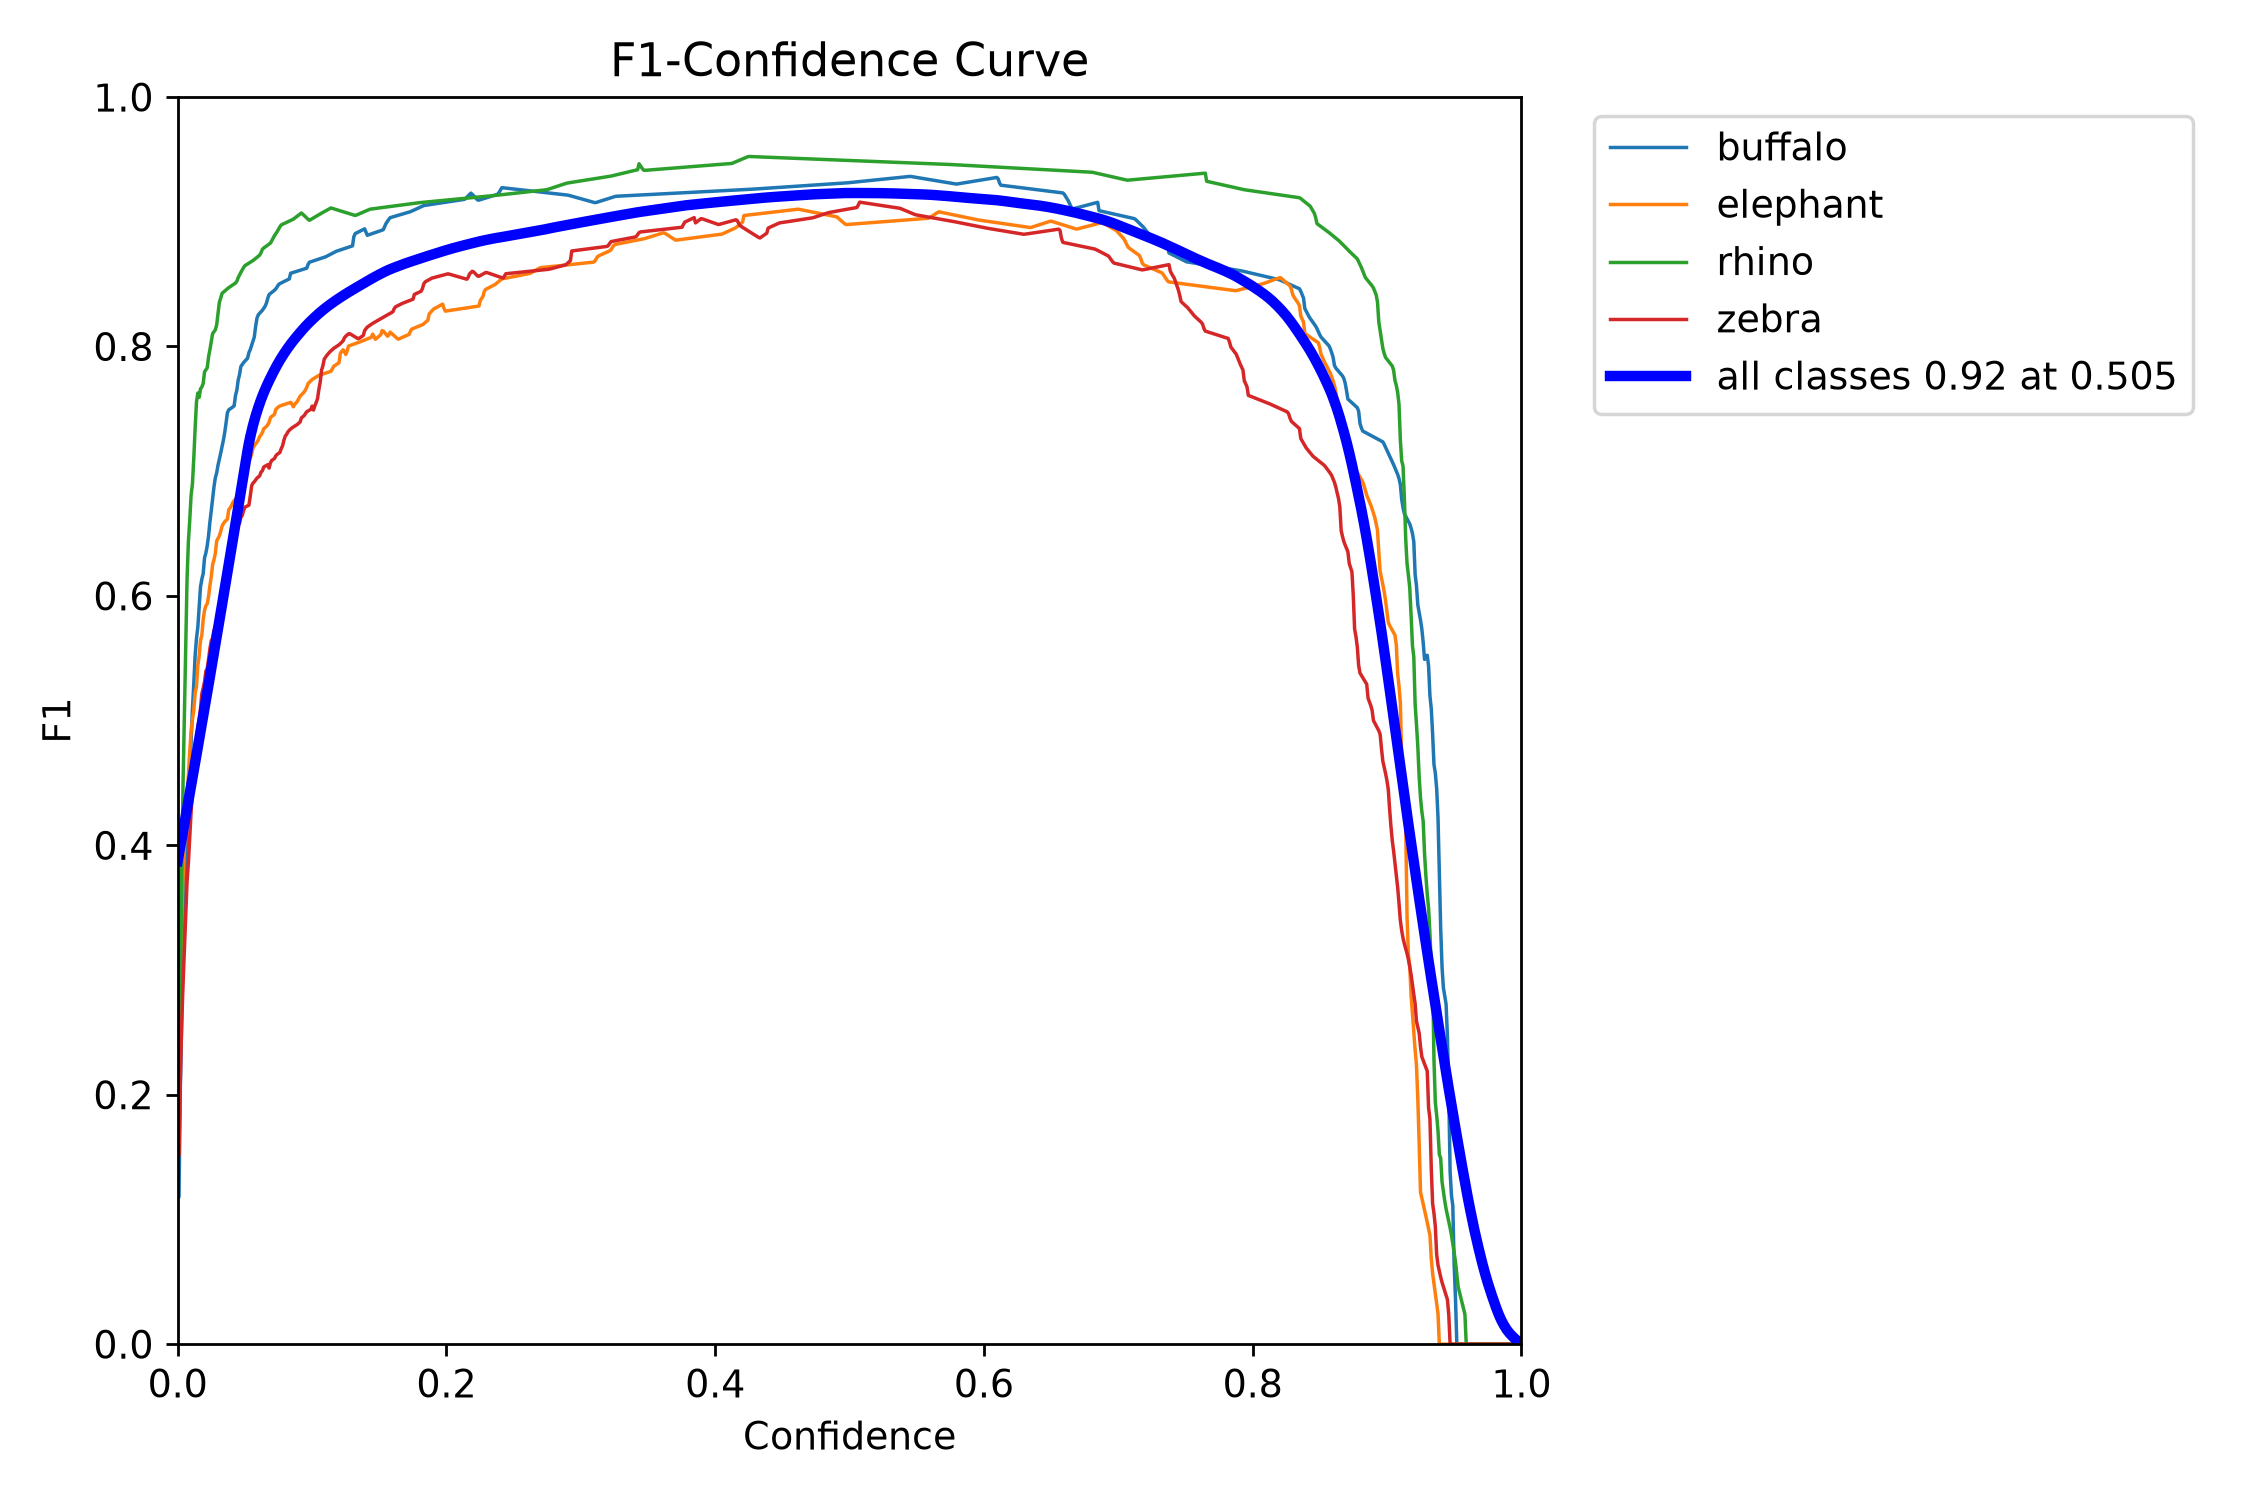 F1-Confidence Curve
1.0
0.8
0.6
0.4
0.2
0.0
F1
0.0 0.2 0.4 0.6 0.8 1.0
Confidence
buffalo
elephant
rhino
zebra
all classes 0.92 at 0.505